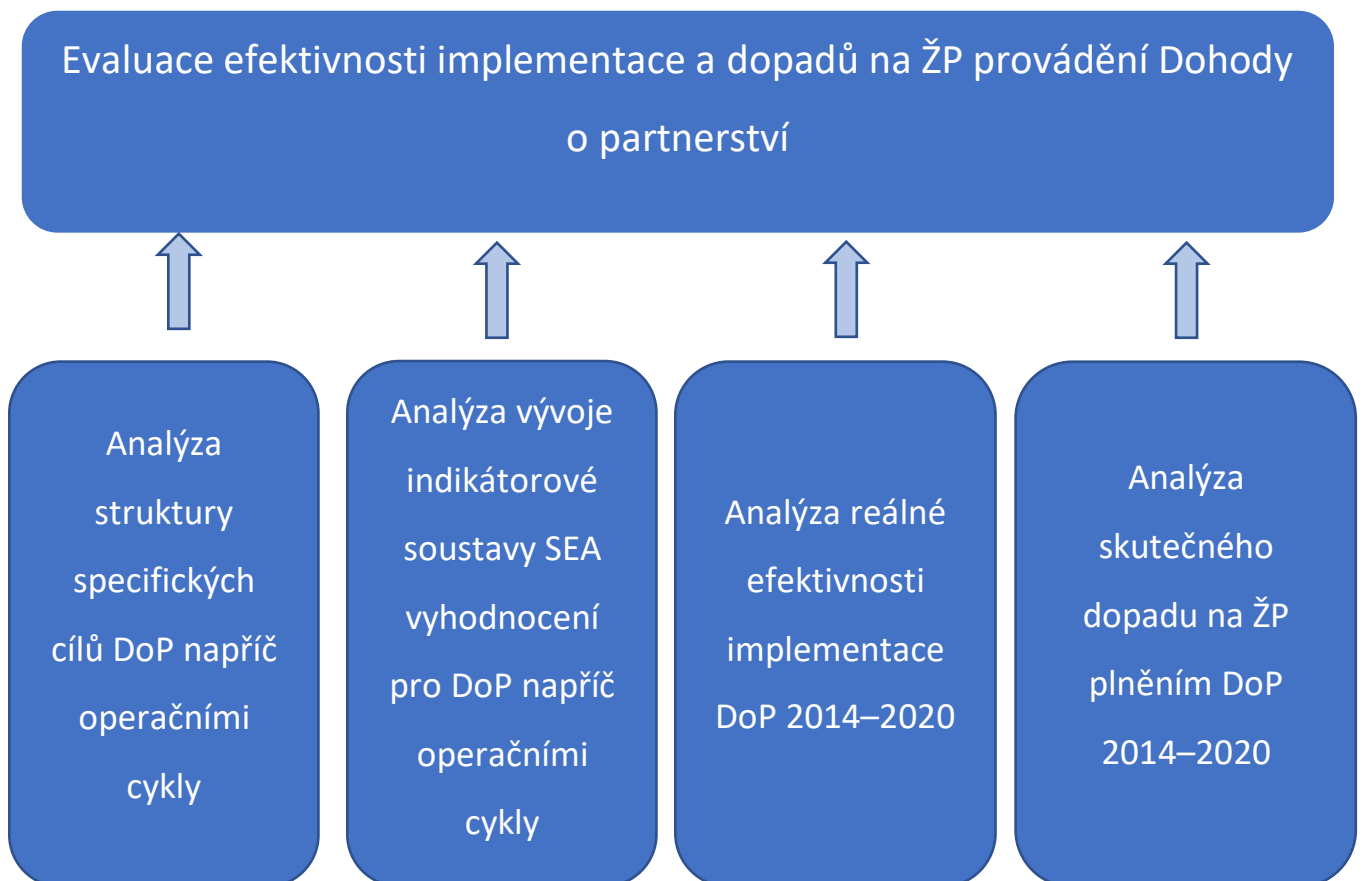 Evaluace efektivnosti implementace a dopadů na ŽP provádění Dohody
o partnerství
Analýza
struktury
specifických
cílů DoP napříč
operačními
cykly
Analýza vývoje
indikátorové
soustavy SEA
vyhodnocení
pro DoP napříč
operačními
cykly
Analýza reálné
efektivnosti
implementace
DoP 2014–2020
Analýza
skutečného
dopadu na ŽP
plněním DoP
2014–2020